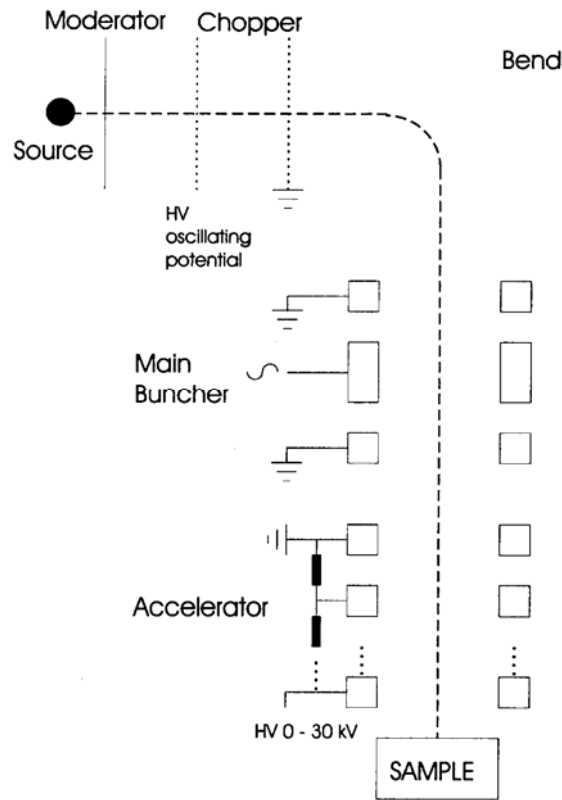 Moderator
Chopper
Bend
Source
HV
oscillating
potential
Main
Buncher
Accelerator
HV 0 - 30 kV
SAMPLE